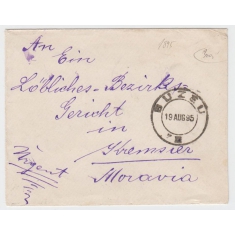 1895
An Ein
Löbliches Bezirks-
Gericht
in
Kremsier
Moravia
Urgent
BUZEU
19 AUG 95